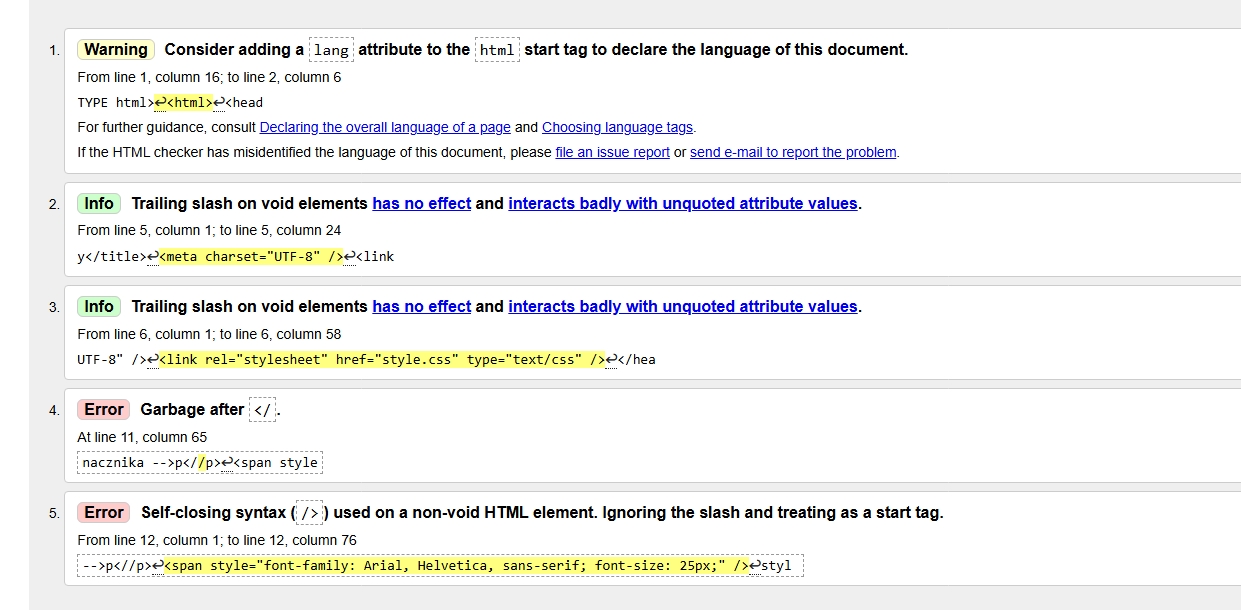 1. Warning Consider adding a lang attribute to the html start tag to declare the language of this document.
From line 1, column 16; to line 2, column 6
TYPE html>↩<html>↩<head
For further guidance, consult Declaring the overall language of a page and Choosing language tags.
If the HTML checker has misidentified the language of this document, please file an issue report or send e-mail to report the problem.
2. Info Trailing slash on void elements has no effect and interacts badly with unquoted attribute values.
From line 5, column 1; to line 5, column 24
y</title>↩<meta charset="UTF-8" />↩<link
3. Info Trailing slash on void elements has no effect and interacts badly with unquoted attribute values.
From line 6, column 1; to line 6, column 58
UTF-8" />↩<link rel="stylesheet" href="style.css" type="text/css" />↩</hea
4. Error Garbage after </.
At line 11, column 65
nacznika -->p<//p>↩<span style
5. Error Self-closing syntax (/>) used on a non-void HTML element. Ignoring the slash and treating as a start tag.
From line 12, column 1; to line 12, column 76
-->p<//p>↩<span style="font-family: Arial, Helvetica, sans-serif; font-size: 25px;" />↩styl